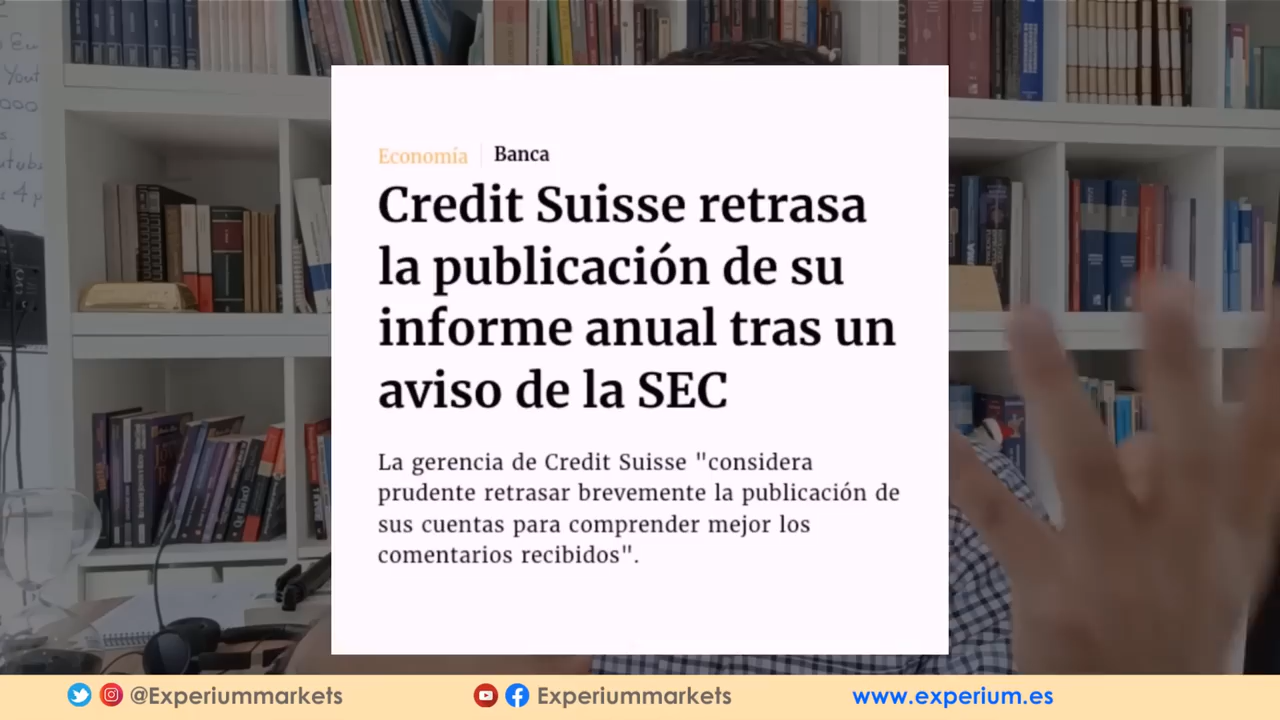 Economía Banca
Credit Suisse retrasa
la publicación de su
informe anual tras un
aviso de la SEC
La gerencia de Credit Suisse "considera
prudente retrasar brevemente la publicación de
sus cuentas para comprender mejor los
comentarios recibidos".
@Experiummarkets Experiummarkets www.experium.es